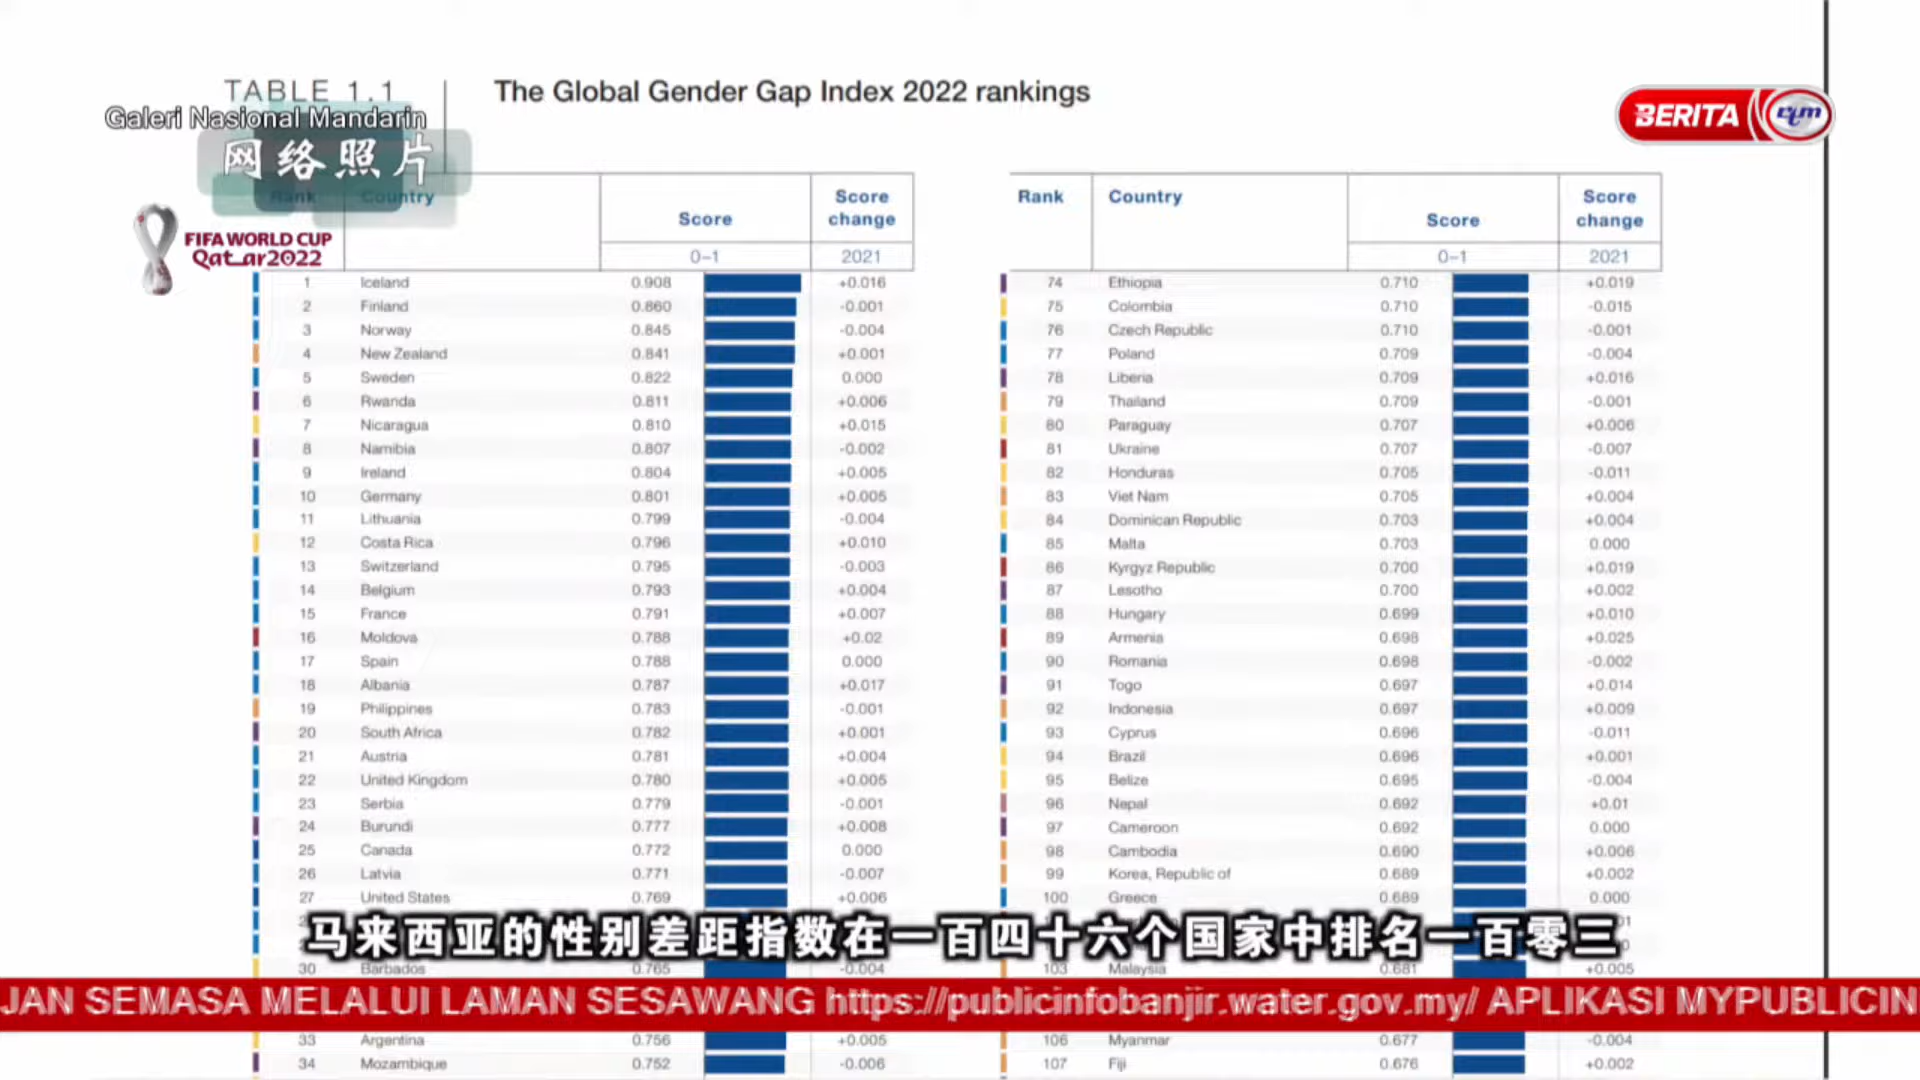 TABLE 1.1
The Global Gender Gap Index 2022 rankings
Galeri Nasional Mandarin
网络照片
BERITA rtm
FIFA WORLD CUP
Qatar2022
Rank Country Score Score change
0–1 2021
1 Iceland 0.908 +0.016
2 Finland 0.860 -0.001
3 Norway 0.845 -0.004
4 New Zealand 0.841 +0.001
5 Sweden 0.822 0.000
6 Rwanda 0.811 +0.006
7 Nicaragua 0.810 +0.015
8 Namibia 0.807 -0.002
9 Ireland 0.804 +0.005
10 Germany 0.801 +0.005
11 Lithuania 0.799 -0.004
12 Costa Rica 0.796 +0.010
13 Switzerland 0.795 -0.003
14 Belgium 0.793 +0.004
15 France 0.791 +0.007
16 Moldova 0.788 +0.02
17 Spain 0.788 0.000
18 Albania 0.787 +0.017
19 Philippines 0.783 -0.001
20 South Africa 0.782 +0.001
21 Austria 0.781 +0.004
22 United Kingdom 0.780 +0.005
23 Serbia 0.779 -0.001
24 Burundi 0.777 +0.008
25 Canada 0.772 0.000
26 Latvia 0.771 -0.007
27 United States 0.769 +0.006
30 Barbados 0.765 -0.004
33 Argentina 0.756 +0.005
34 Mozambique 0.752 -0.006
Rank Country Score Score change
0–1 2021
74 Ethiopia 0.710 +0.019
75 Colombia 0.710 -0.015
76 Czech Republic 0.710 -0.001
77 Poland 0.709 -0.004
78 Liberia 0.709 +0.016
79 Thailand 0.709 -0.001
80 Paraguay 0.707 +0.006
81 Ukraine 0.707 -0.007
82 Honduras 0.705 -0.011
83 Viet Nam 0.705 +0.004
84 Dominican Republic 0.703 +0.004
85 Malta 0.703 0.000
86 Kyrgyz Republic 0.700 +0.019
87 Lesotho 0.700 +0.002
88 Hungary 0.699 +0.010
89 Armenia 0.698 +0.025
90 Romania 0.698 -0.002
91 Togo 0.697 +0.014
92 Indonesia 0.697 +0.009
93 Cyprus 0.696 -0.011
94 Brazil 0.696 +0.001
95 Belize 0.695 -0.004
96 Nepal 0.692 +0.01
97 Cameroon 0.692 0.000
98 Cambodia 0.690 +0.006
99 Korea, Republic of 0.689 +0.002
100 Greece 0.689 0.000
103 Malaysia 0.681 +0.005
106 Myanmar 0.677 -0.004
107 Fiji 0.676 +0.002
马来西亚的性别差距指数在一百四十六个国家中排名一百零三
JAN SEMASA MELALUI LAMAN SESAWANG https://publicinfobanjir.water.gov.my/ APLIKASI MYPUBLICIN